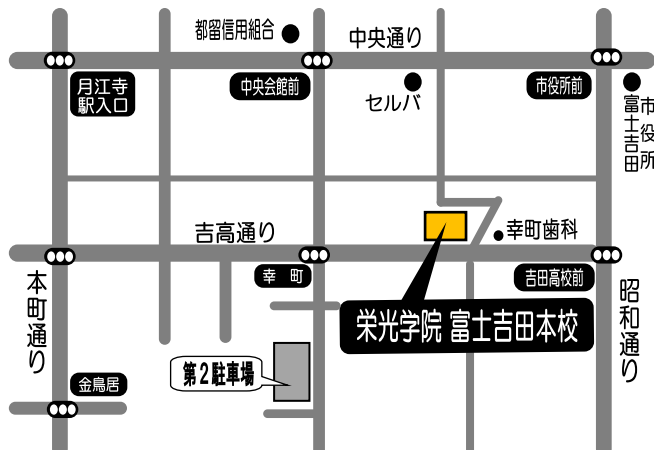 都留信用組合
中央通り
月江寺
駅入口
中央会館前
セルバ
市役所前
富士吉田
市役所
吉高通り
幸町歯科
本町通り
幸 町
吉田高校前
昭和通り
栄光学院 富士吉田本校
第2駐車場
金鳥居